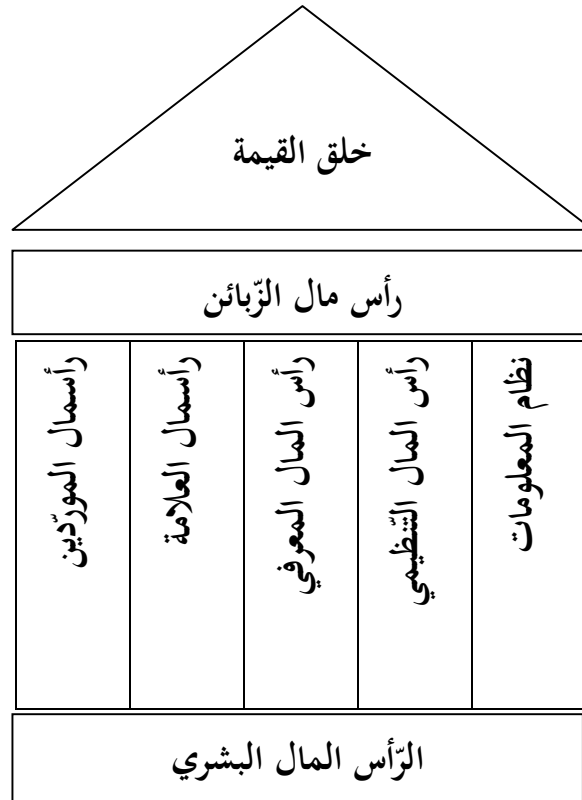 خلق القيمة
رأس مال الزّبائن
نظام المعلومات
رأس المال التّنظيمي
رأس المال المعرفي
رأسمال العلامة
رأسمال المورّدين
الرّأس المال البشري